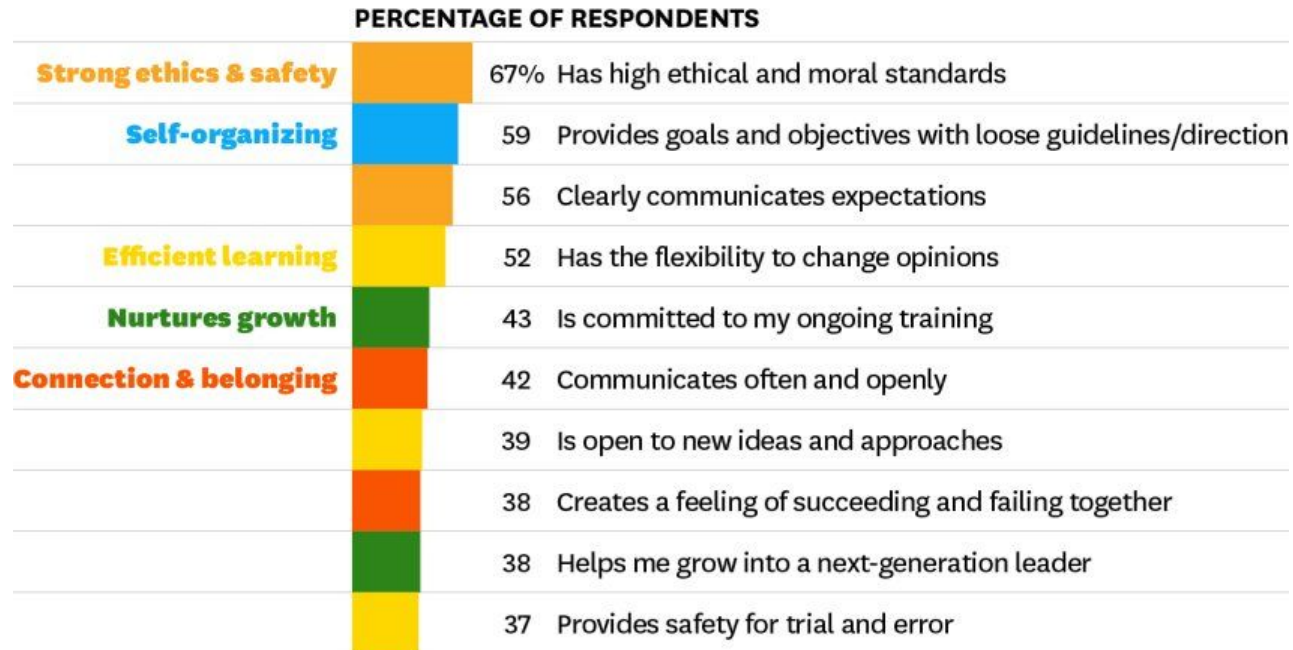 PERCENTAGE OF RESPONDENTS
Strong ethics & safety 67% Has high ethical and moral standards
Self-organizing 59 Provides goals and objectives with loose guidelines/direction
56 Clearly communicates expectations
Efficient learning 52 Has the flexibility to change opinions
Nurtures growth 43 Is committed to my ongoing training
Connection & belonging 42 Communicates often and openly
39 Is open to new ideas and approaches
38 Creates a feeling of succeeding and failing together
38 Helps me grow into a next-generation leader
37 Provides safety for trial and error